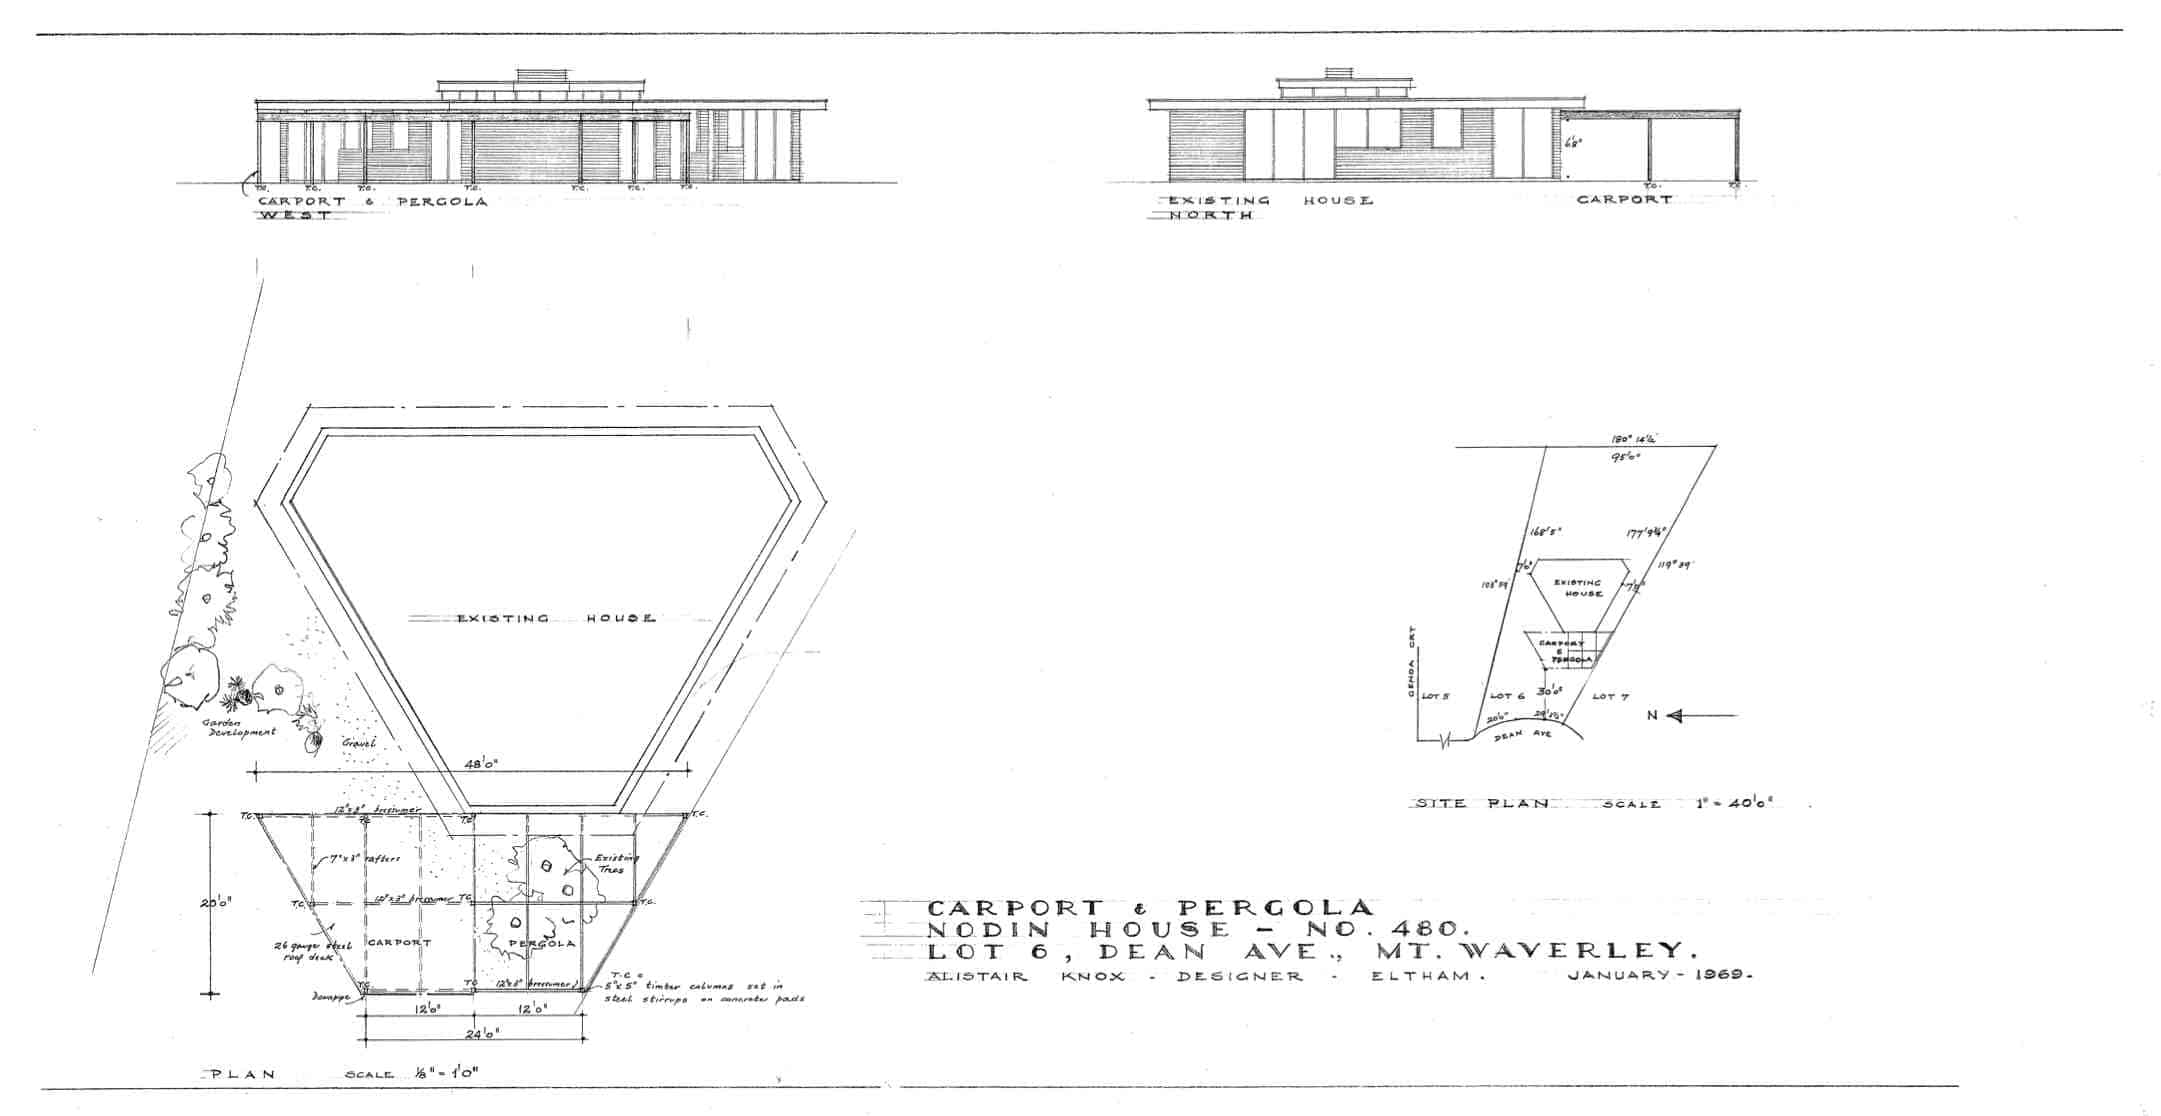 T.C. T.C. T.C. T.C. T.C. T.C. T.C.
CARPORT & PERGOLA
WEST
6'8"
T.C. T.C.
EXISTING HOUSE
NORTH
CARPORT
EXISTING HOUSE
Garden
Development
Gravel
48'0"
12"x3" bressumer
T.C.
T.C.
T.C.
T.C.
7"x3" rafters
Existing
Trees
20'0"
T.C.
12"x3" bressumer
T.C.
T.C.
26 gauge steel
roof deck
CARPORT
PERGOLA
T.C.
T.C.
12"x3" bressumer
T.C =
5"x5" timber columns set in
steel stirrups on concrete pads
Downpipe
12'0"
12'0"
24'0"
PLAN SCALE 1/8" = 1'0"
180° 14¼'
95'0"
168'5"
177'9¾"
7'0"
EXISTING
HOUSE
119° 39'
7'5"
103° 59'
GENOA CRT
CARPORT
&
PERGOLA
LOT 5
LOT 6
30'0"
LOT 7
20'0"
DEAN AVE
N
SITE PLAN SCALE 1" = 40'0"
CARPORT & PERGOLA
NODIN HOUSE - NO. 480.
LOT 6, DEAN AVE., MT. WAVERLEY.
ALISTAIR KNOX - DESIGNER - ELTHAM. JANUARY - 1969.